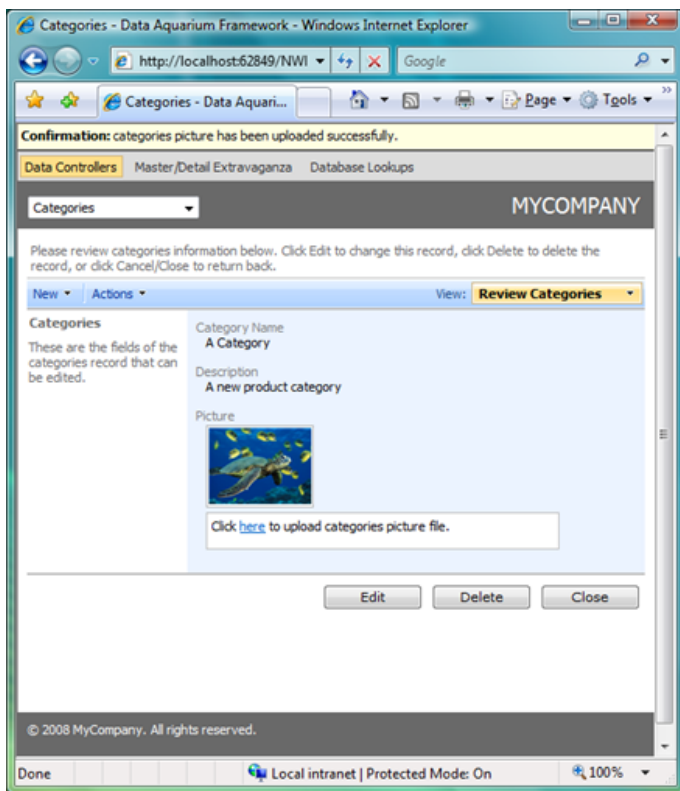 Categories - Data Aquarium Framework - Windows Internet Explorer
http://localhost:62849/NWI
Google
Categories - Data Aquari...
Page
Tools
Confirmation: categories picture has been uploaded successfully.
Data Controllers Master/Detail Extravaganza Database Lookups
Categories
MYCOMPANY
Please review categories information below. Click Edit to change this record, click Delete to delete the
record, or click Cancel/Close to return back.
New Actions View: Review Categories
Categories
These are the fields of the
categories record that can
be edited.
Category Name
A Category
Description
A new product category
Picture
Click here to upload categories picture file.
Edit Delete Close
© 2008 MyCompany. All rights reserved.
Done Local intranet | Protected Mode: On 100%